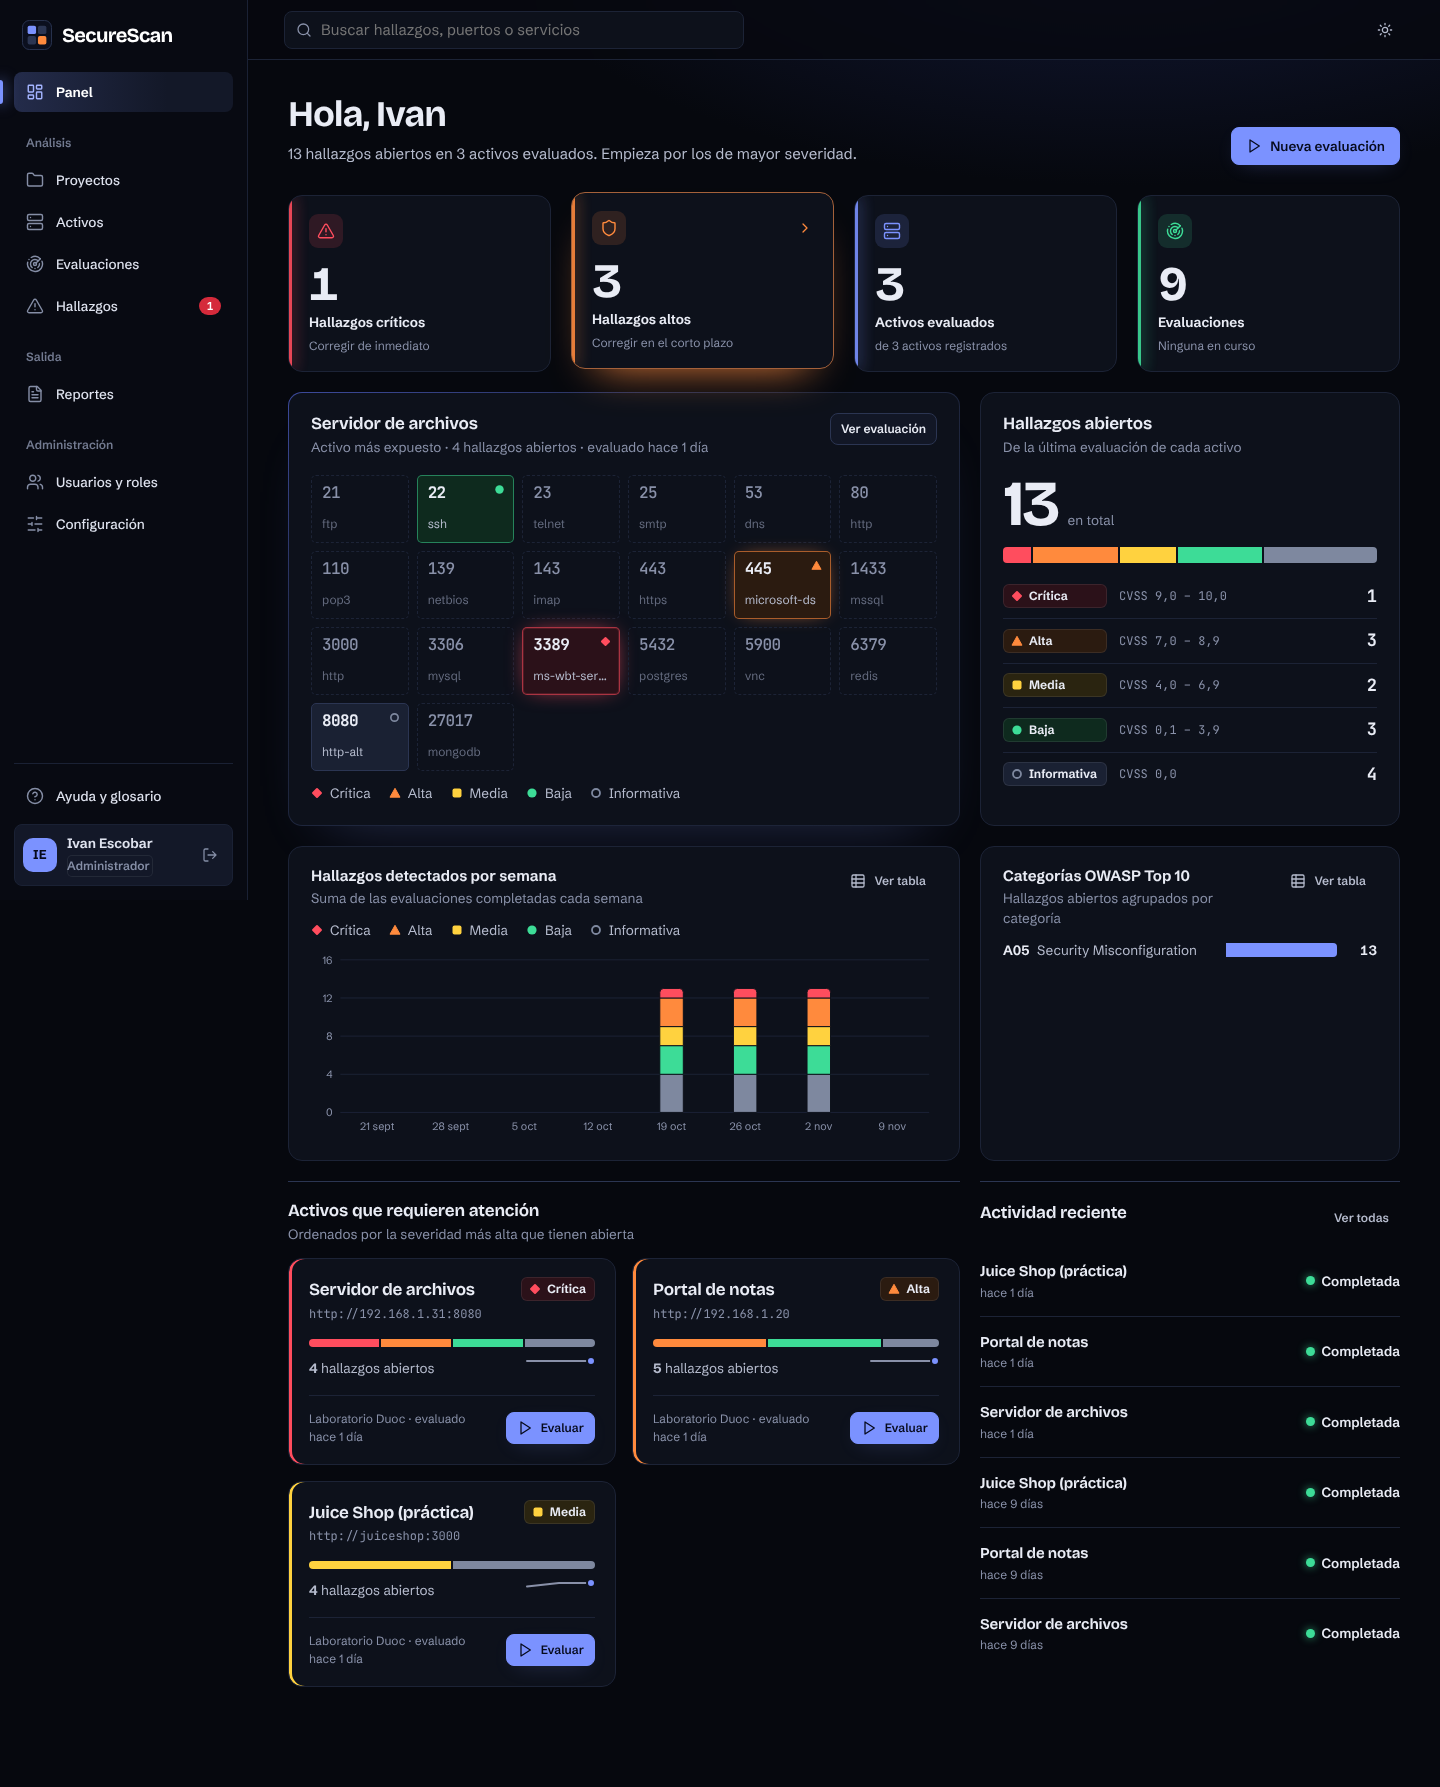 SecureScan
Buscar hallazgos, puertos o servicios
Panel
Análisis
Proyectos
Activos
Evaluaciones
Hallazgos 1
Salida
Reportes
Administración
Usuarios y roles
Configuración
Ayuda y glosario
IE
Ivan Escobar
Administrador
Hola, Ivan
13 hallazgos abiertos en 3 activos evaluados. Empieza por los de mayor severidad.
Nueva evaluación
1
Hallazgos críticos
Corregir de inmediato
3
Hallazgos altos
Corregir en el corto plazo
3
Activos evaluados
de 3 activos registrados
9
Evaluaciones
Ninguna en curso
Servidor de archivos
Activo más expuesto · 4 hallazgos abiertos · evaluado hace 1 día
Ver evaluación
21 22 23 25 53 80
ftp ssh telnet smtp dns http
110 139 143 443 445 1433
pop3 netbios imap https microsoft-ds mssql
3000 3306 3389 5432 5900 6379
http mysql ms-wbt-ser... postgres vnc redis
8080 27017
http-alt mongodb
Crítica Alta Media Baja Informativa
Hallazgos abiertos
De la última evaluación de cada activo
13 en total
Crítica CVSS 9,0 – 10,0 1
Alta CVSS 7,0 – 8,9 3
Media CVSS 4,0 – 6,9 2
Baja CVSS 0,1 – 3,9 3
Informativa CVSS 0,0 4
Hallazgos detectados por semana
Suma de las evaluaciones completadas cada semana
Ver tabla
Crítica Alta Media Baja Informativa
16
12
8
4
0
21 sept 28 sept 5 oct 12 oct 19 oct 26 oct 2 nov 9 nov
Categorías OWASP Top 10
Hallazgos abiertos agrupados por
categoría
Ver tabla
A05 Security Misconfiguration 13
Activos que requieren atención
Ordenados por la severidad más alta que tienen abierta
Servidor de archivos Crítica
http://192.168.1.31:8080
4 hallazgos abiertos
Laboratorio Duoc · evaluado
hace 1 día
Evaluar
Portal de notas Alta
http://192.168.1.20
5 hallazgos abiertos
Laboratorio Duoc · evaluado
hace 1 día
Evaluar
Juice Shop (práctica) Media
http://juiceshop:3000
4 hallazgos abiertos
Laboratorio Duoc · evaluado
hace 1 día
Evaluar
Actividad reciente
Ver todas
Juice Shop (práctica)
hace 1 día
Completada
Portal de notas
hace 1 día
Completada
Servidor de archivos
hace 1 día
Completada
Juice Shop (práctica)
hace 9 días
Completada
Portal de notas
hace 9 días
Completada
Servidor de archivos
hace 9 días
Completada